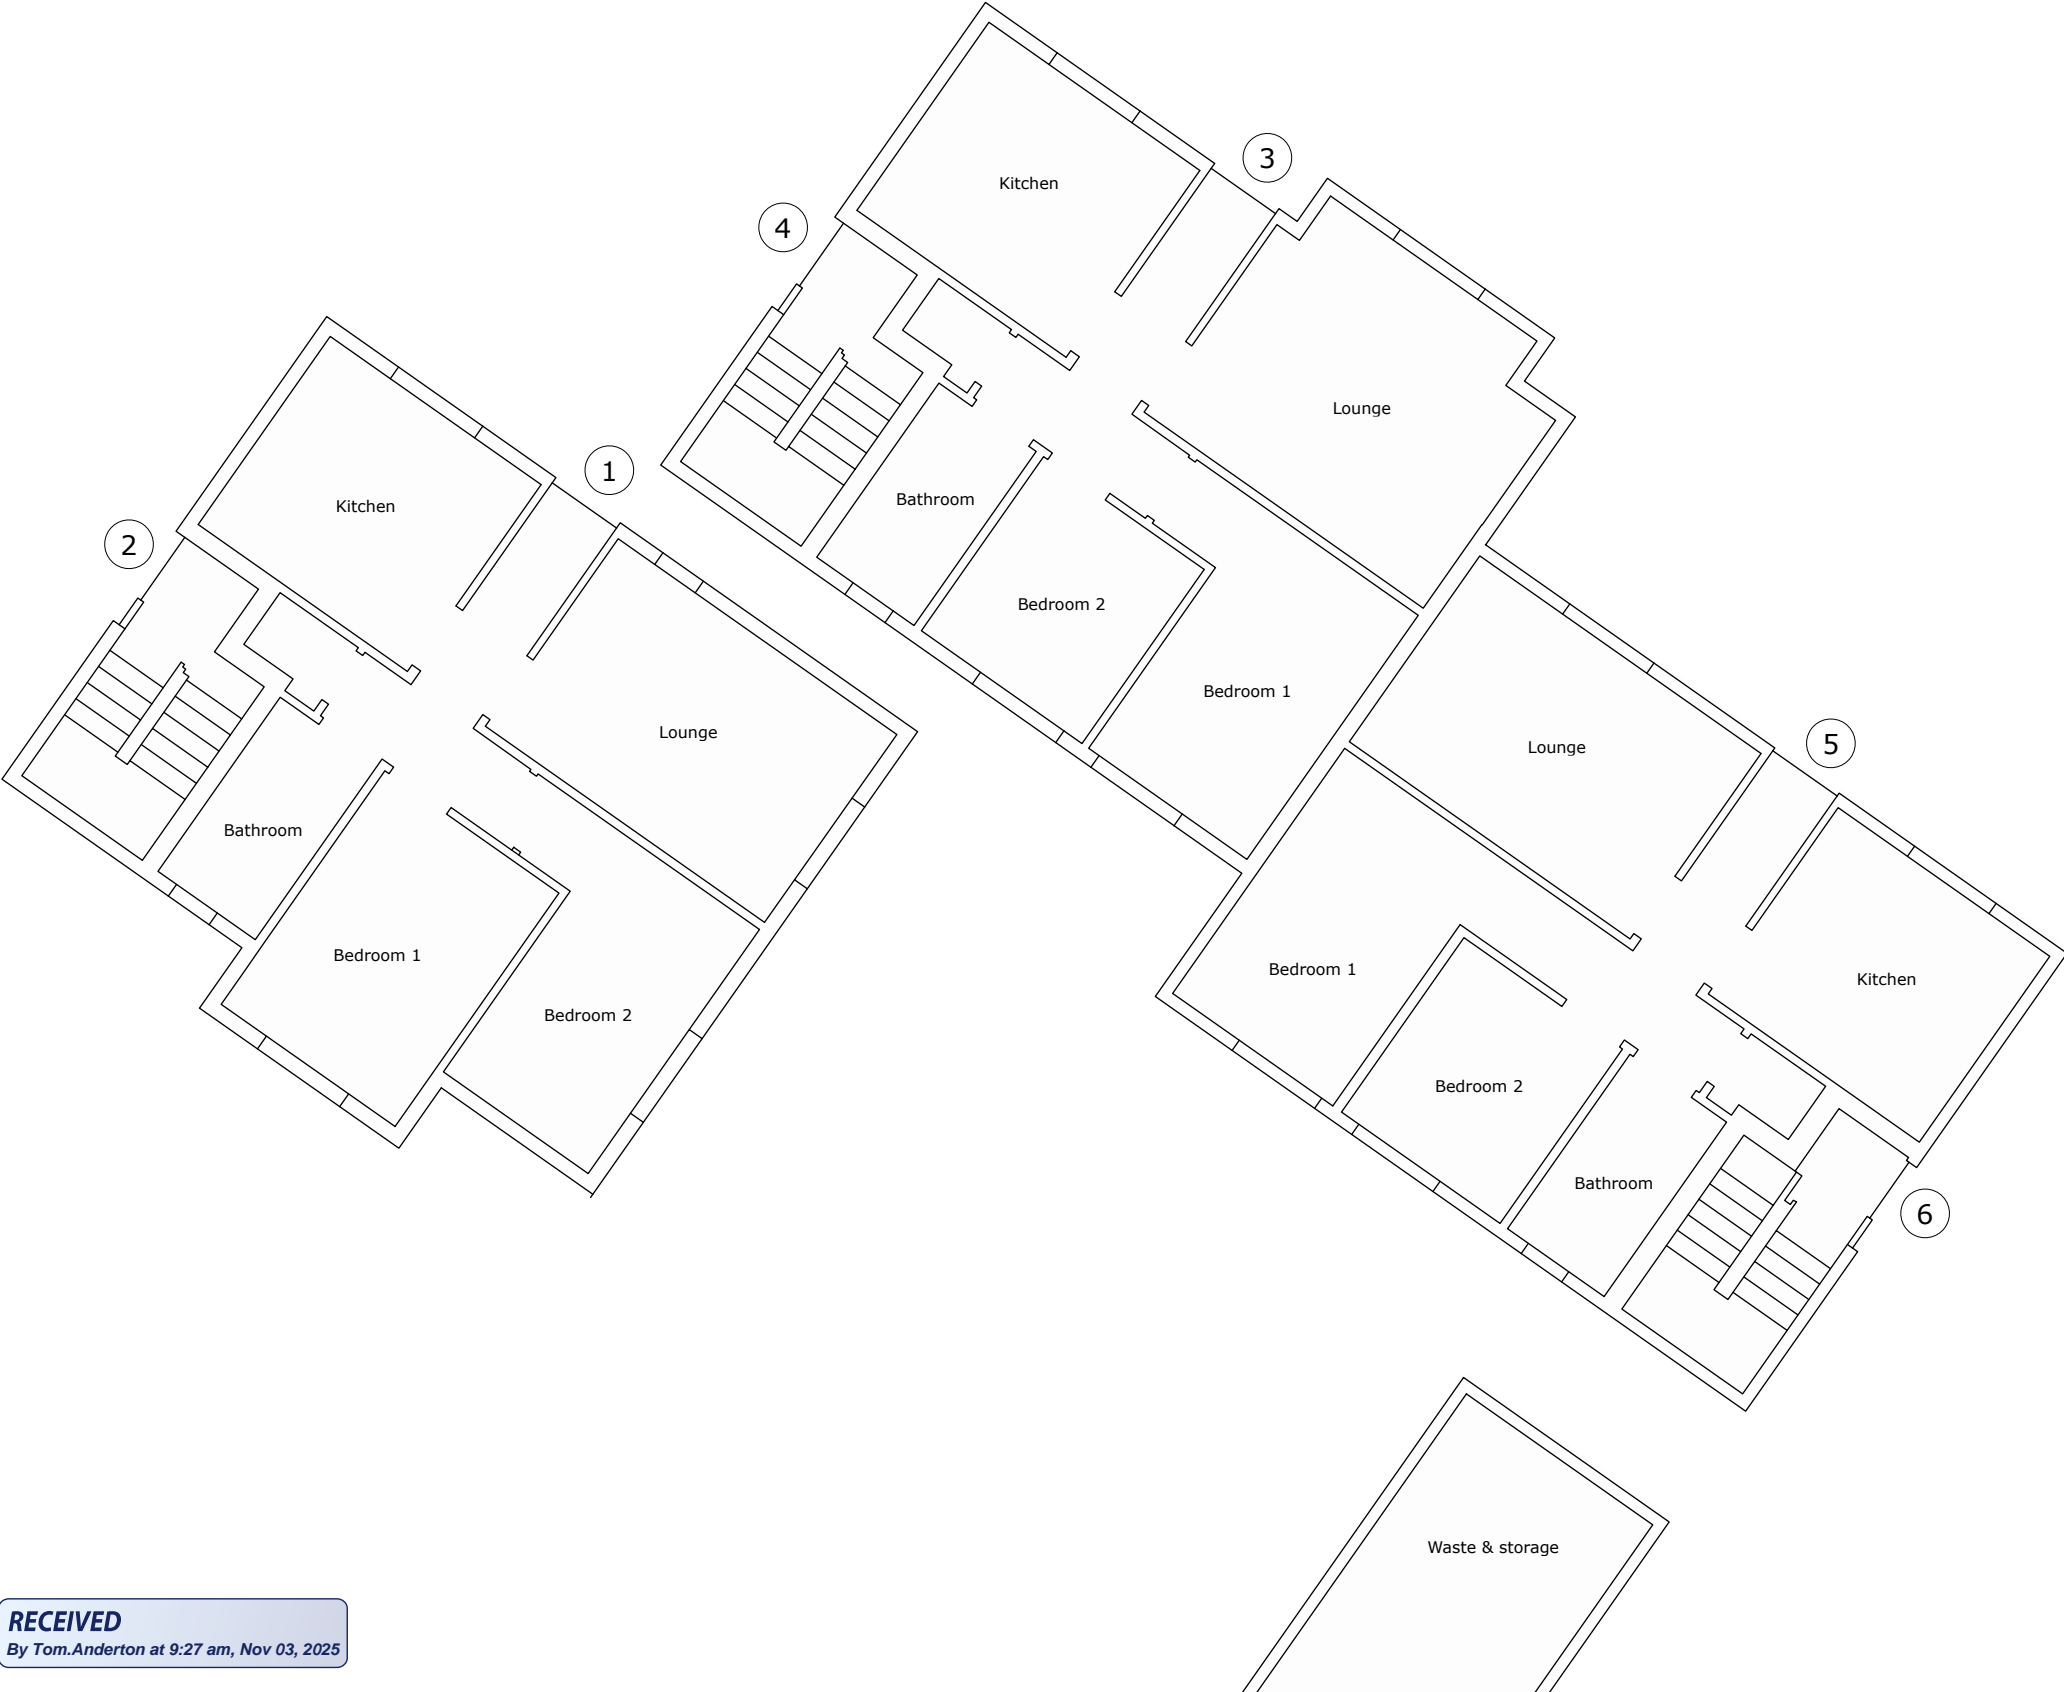 3
Kitchen
4
Lounge
1
Kitchen
Bathroom
2
Bedroom 2
Bedroom 1
Lounge
5
Lounge
Bathroom
Bedroom 1
Bedroom 1
Kitchen
Bedroom 2
Bedroom 2
Bathroom
6
Waste & storage
RECEIVED
By Tom.Anderton at 9:27 am, Nov 03, 2025